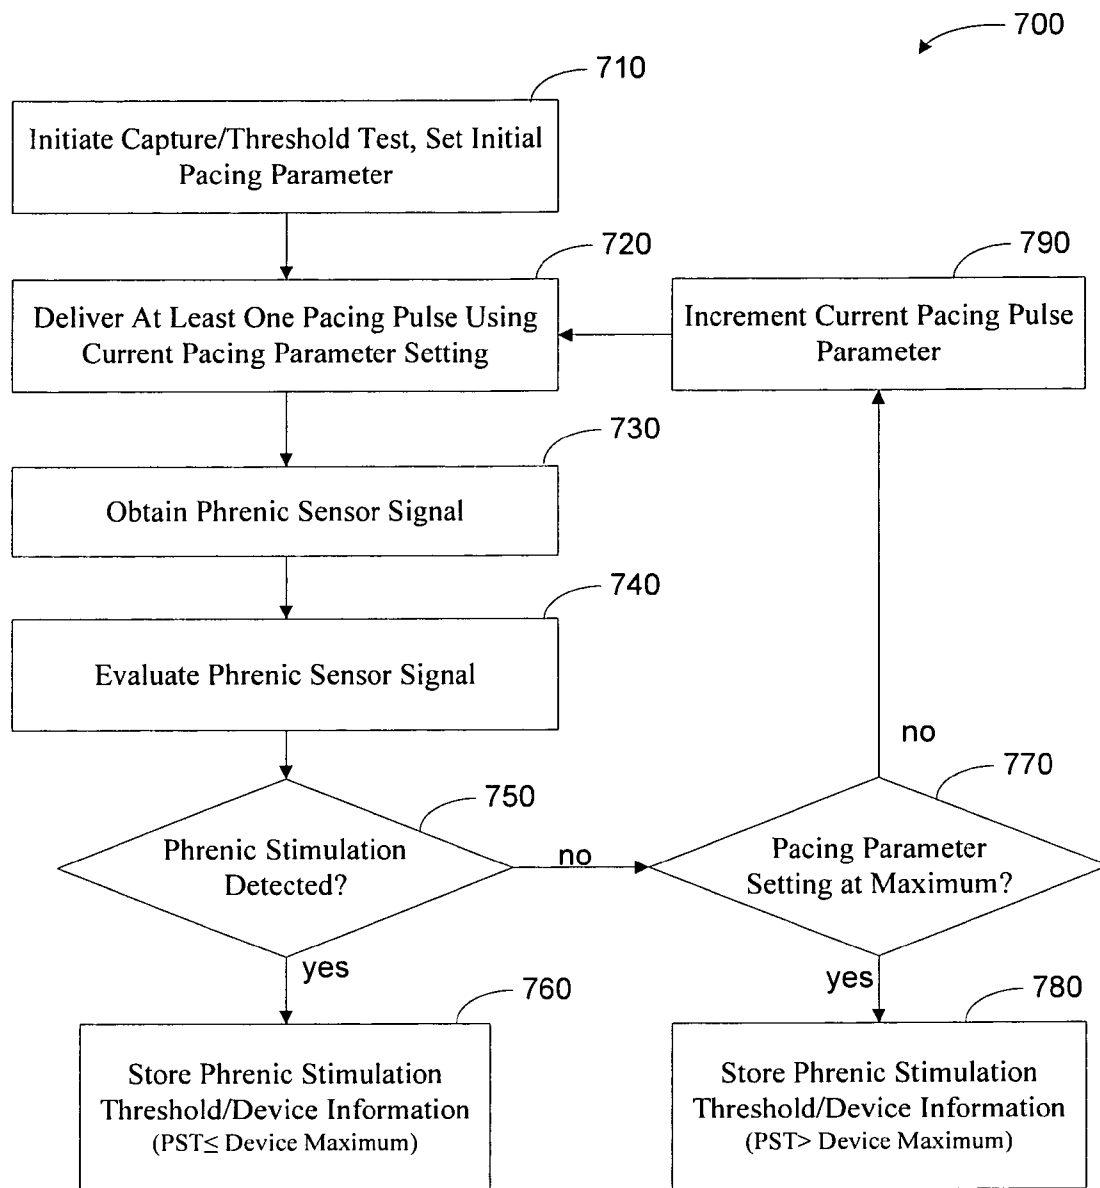 700
710
Initiate Capture/Threshold Test, Set Initial
Pacing Parameter
720
Deliver At Least One Pacing Pulse Using
Current Pacing Parameter Setting
790
Increment Current Pacing Pulse
Parameter
730
Obtain Phrenic Sensor Signal
740
Evaluate Phrenic Sensor Signal
750
Phrenic Stimulation
Detected?
no
770
Pacing Parameter
Setting at Maximum?
no
yes
760
Store Phrenic Stimulation
Threshold/Device Information
(PST≤ Device Maximum)
yes
780
Store Phrenic Stimulation
Threshold/Device Information
(PST> Device Maximum)